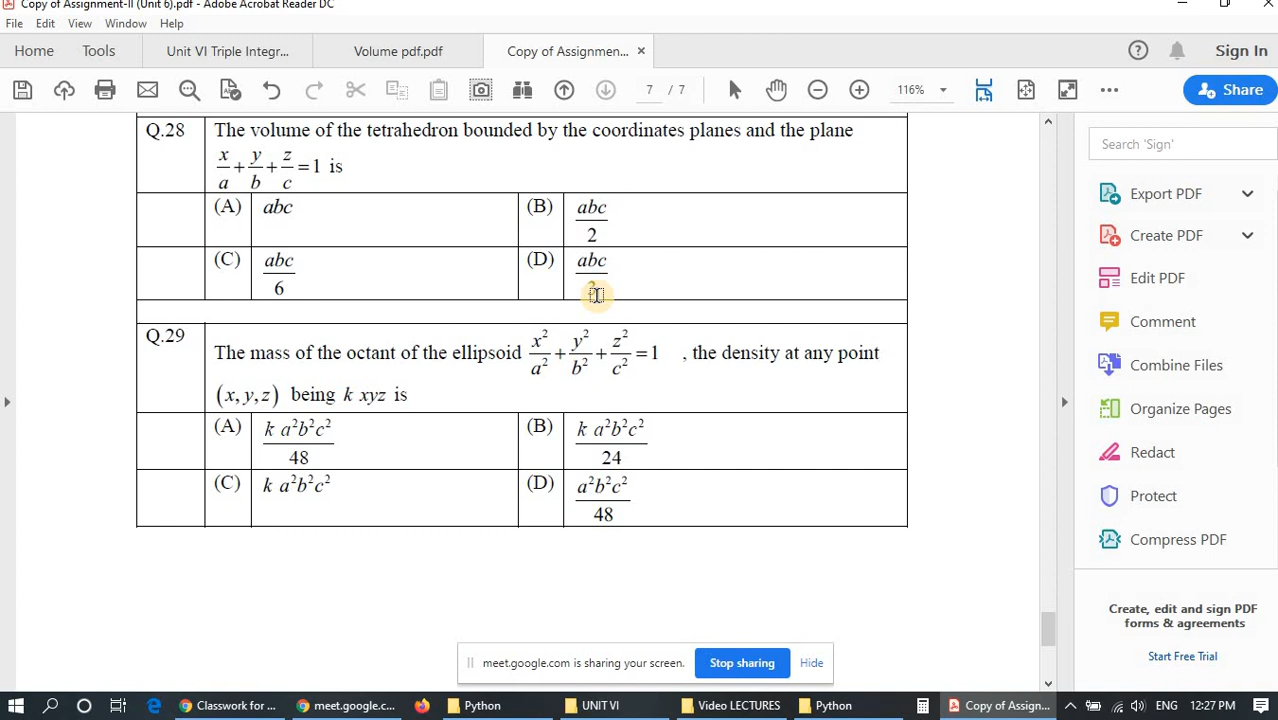 Copy of Assignment-II (Unit 6).pdf - Adobe Acrobat Reader DC
File Edit View Window Help
Home Tools Unit VI Triple Integr... Volume pdf.pdf Copy of Assignmen... × Sign In
7 / 7 116% Share
Q.28 The volume of the tetrahedron bounded by the coordinates planes and the plane
x/a + y/b + z/c = 1 is
(A) abc (B) abc/2
(C) abc/6 (D) abc/
Q.29 The mass of the octant of the ellipsoid x²/a² + y²/b² + z²/c² = 1 , the density at any point
(x, y, z) being k xyz is
(A) k a²b²c²/48 (B) k a²b²c²/24
(C) k a²b²c² (D) a²b²c²/48
Search 'Sign'
Export PDF
Create PDF
Edit PDF
Comment
Combine Files
Organize Pages
Redact
Protect
Compress PDF
Create, edit and sign PDF
forms & agreements
Start Free Trial
meet.google.com is sharing your screen. Stop sharing Hide
Classwork for ... meet.google.c... Python UNIT VI Video LECTURES Python Copy of Assign... 12:27 PM